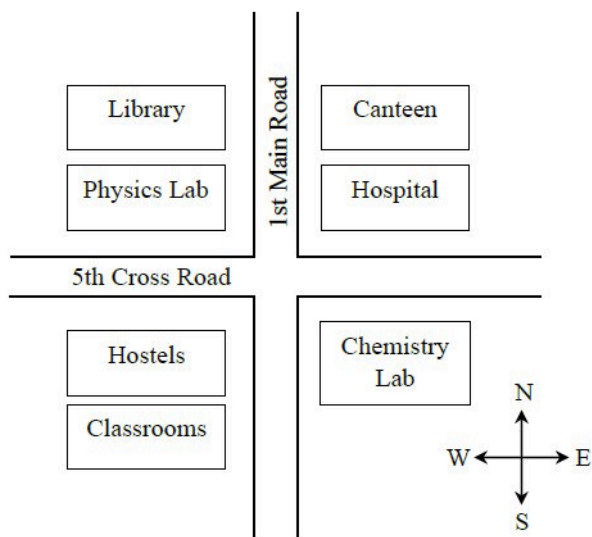 Library
Canteen
1st Main Road
Physics Lab
Hospital
5th Cross Road
Hostels
Chemistry
Lab
Classrooms
N
W
E
S